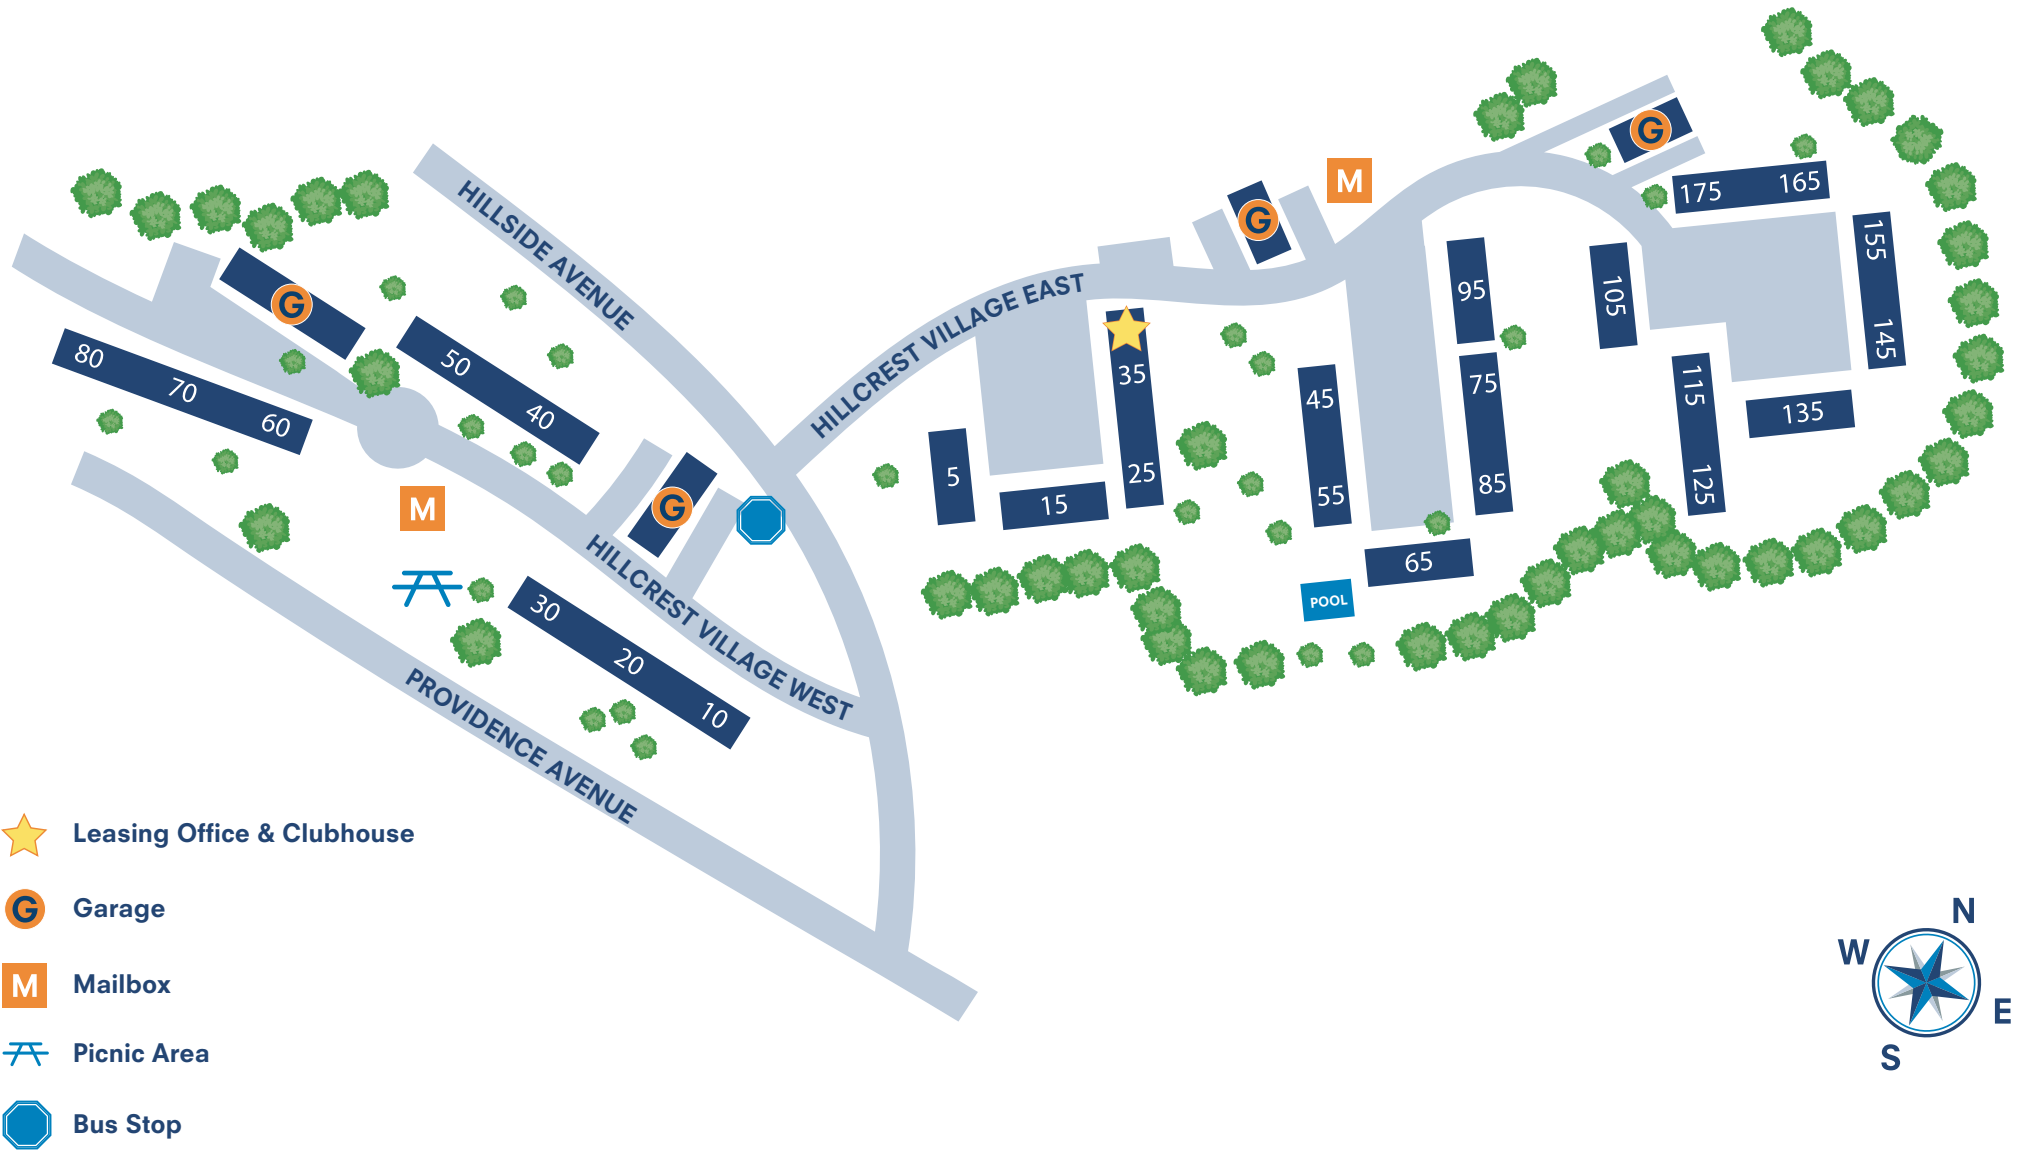 HILLSIDE AVENUE
HILLCREST VILLAGE EAST
HILLCREST VILLAGE WEST
PROVIDENCE AVENUE
G
50
40
80
70
60
M
G
30
20
10
G
M
G
175
165
155
145
135
105
115
125
95
75
85
45
55
65
POOL
35
25
15
5
Leasing Office & Clubhouse
G Garage
M Mailbox
Picnic Area
Bus Stop
N
W
E
S